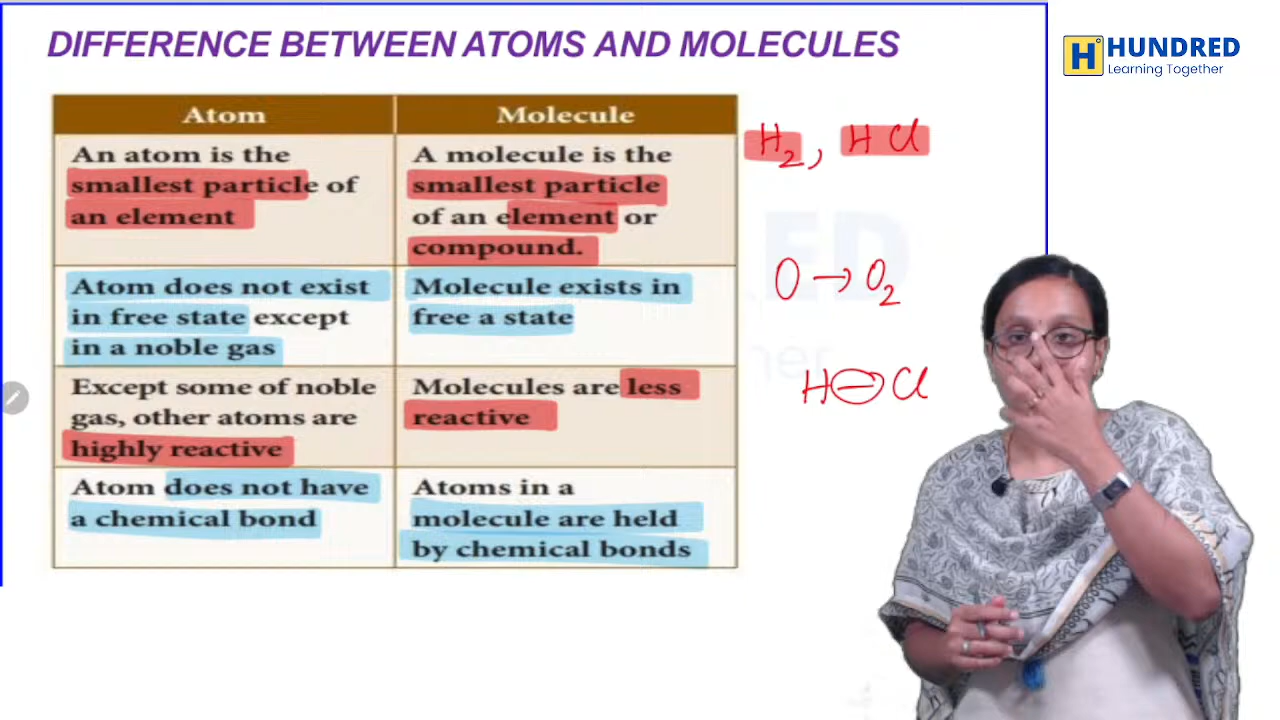 DIFFERENCE BETWEEN ATOMS AND MOLECULES
H° HUNDRED
Learning Together
Atom
Molecule
An atom is the
smallest particle of
an element
A molecule is the
smallest particle
of an element or
compound.
Atom does not exist
in free state except
in a noble gas
Molecule exists in
free a state
Except some of noble
gas, other atoms are
highly reactive
Molecules are less
reactive
Atom does not have
a chemical bond
Atoms in a
molecule are held
by chemical bonds
H₂, HCl
O → O₂
H–Cl